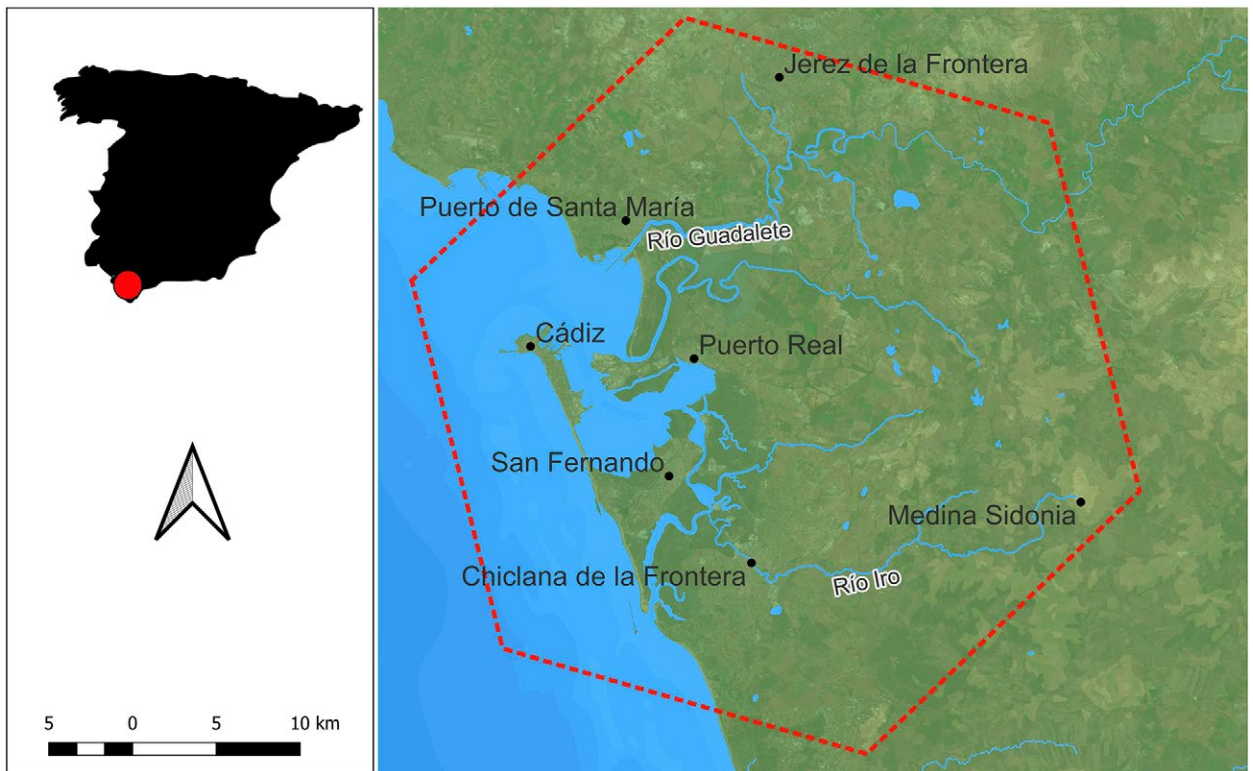 Jerez de la Frontera
Puerto de Santa María
Río Guadalete
Cádiz
Puerto Real
San Fernando
Medina Sidonia
Chiclana de la Frontera
Río Iro
5 0 5 10 km